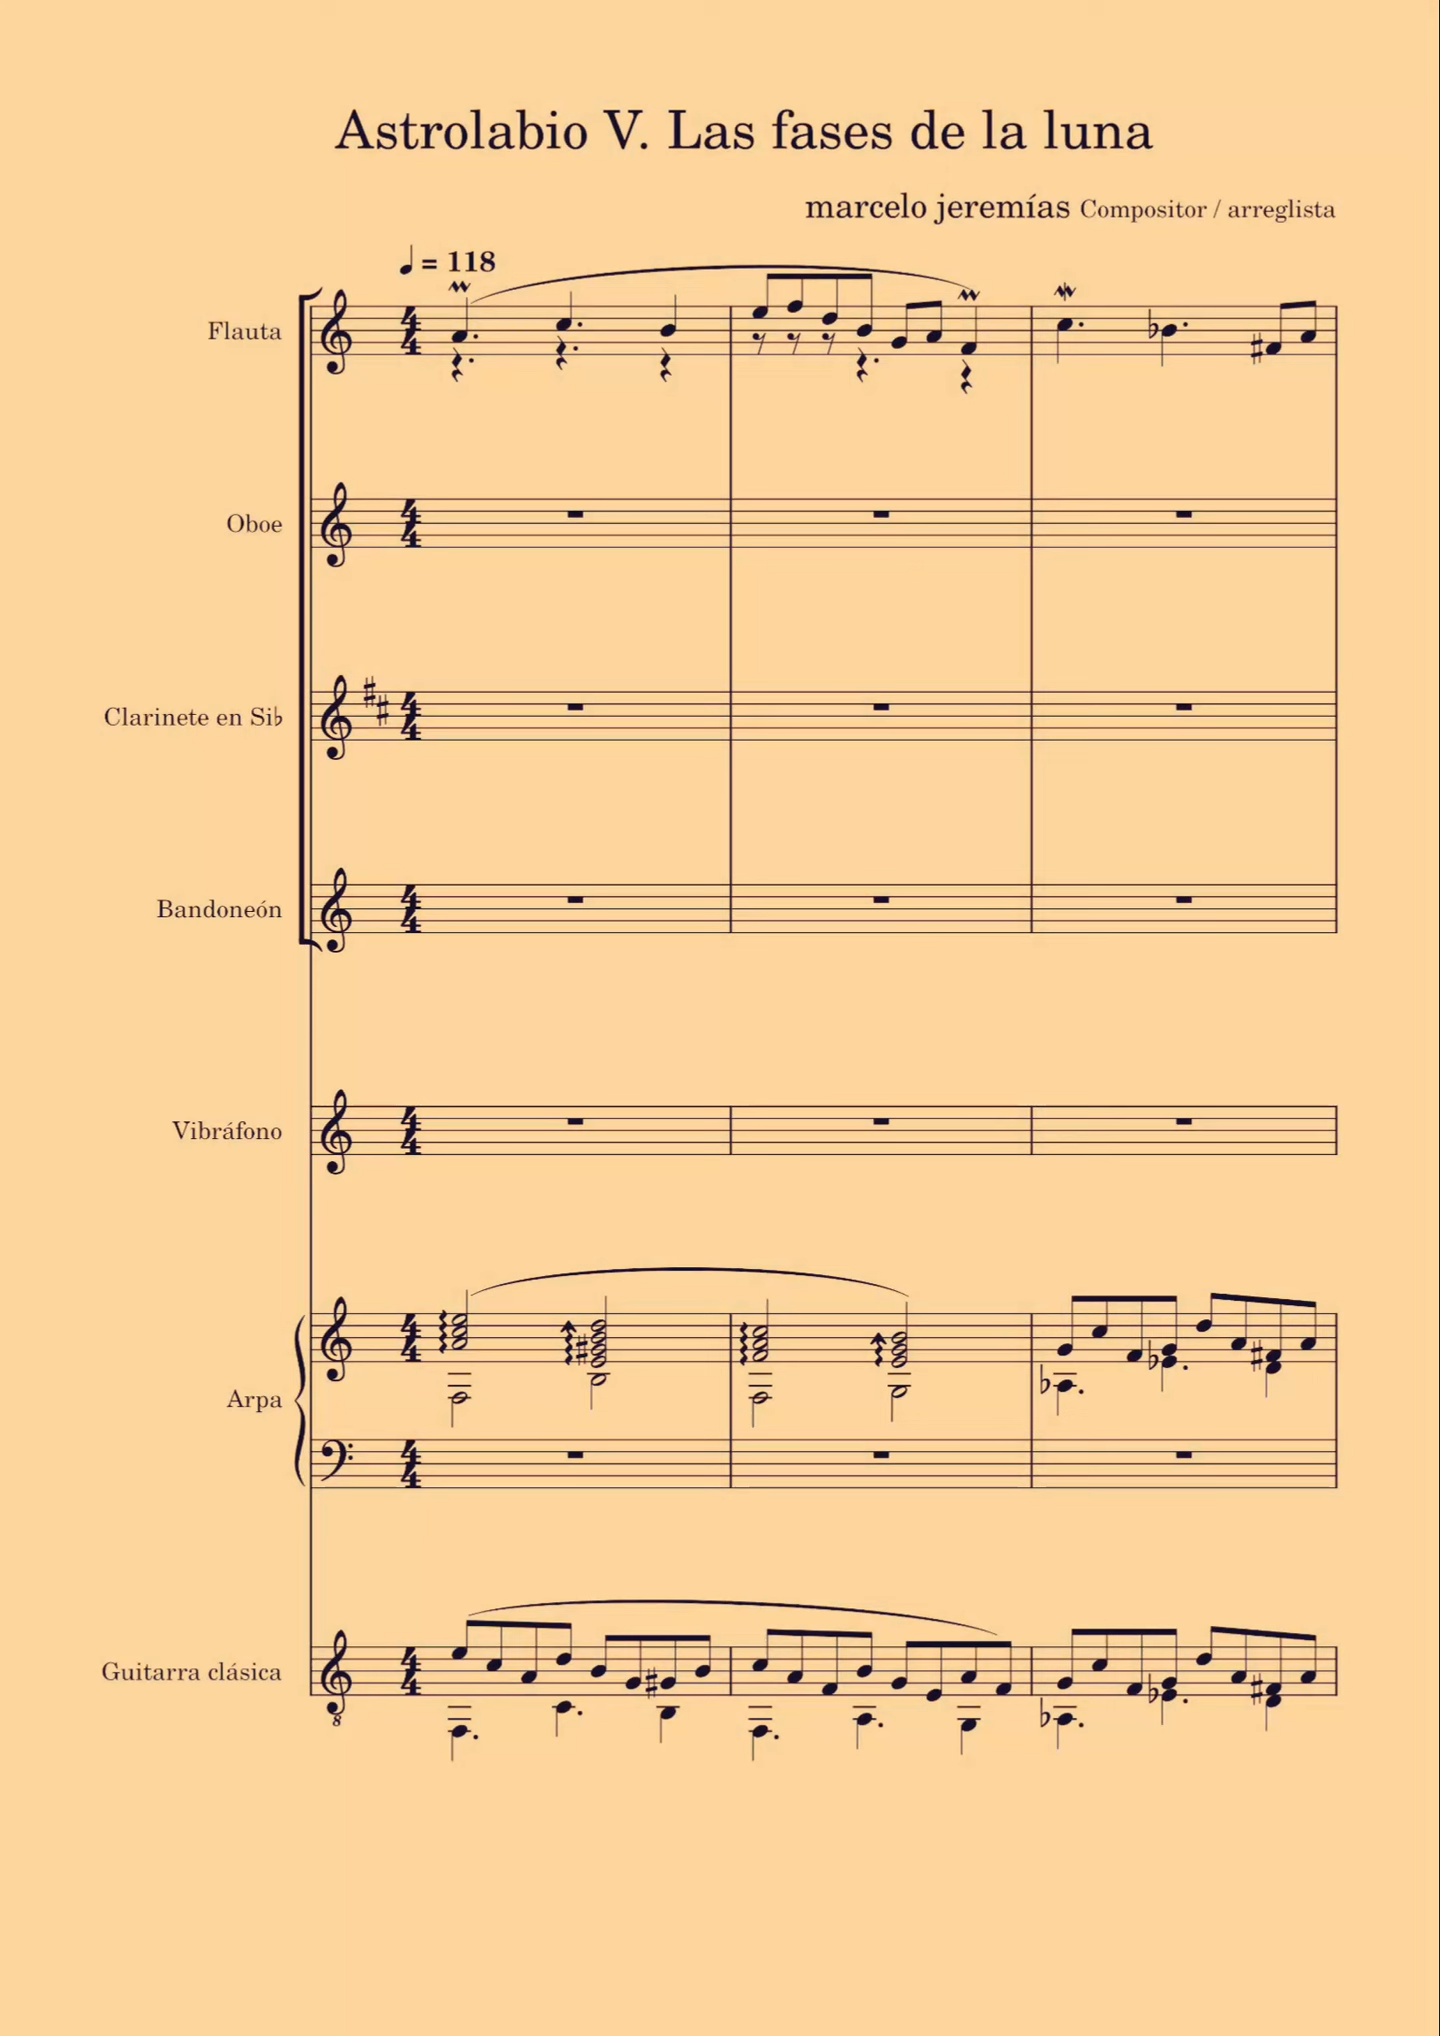 Astrolabio V. Las fases de la luna
marcelo jeremías Compositor / arreglista
♩ = 118
Flauta
Oboe
Clarinete en Si♭
Bandoneón
Vibráfono
Arpa
Guitarra clásica